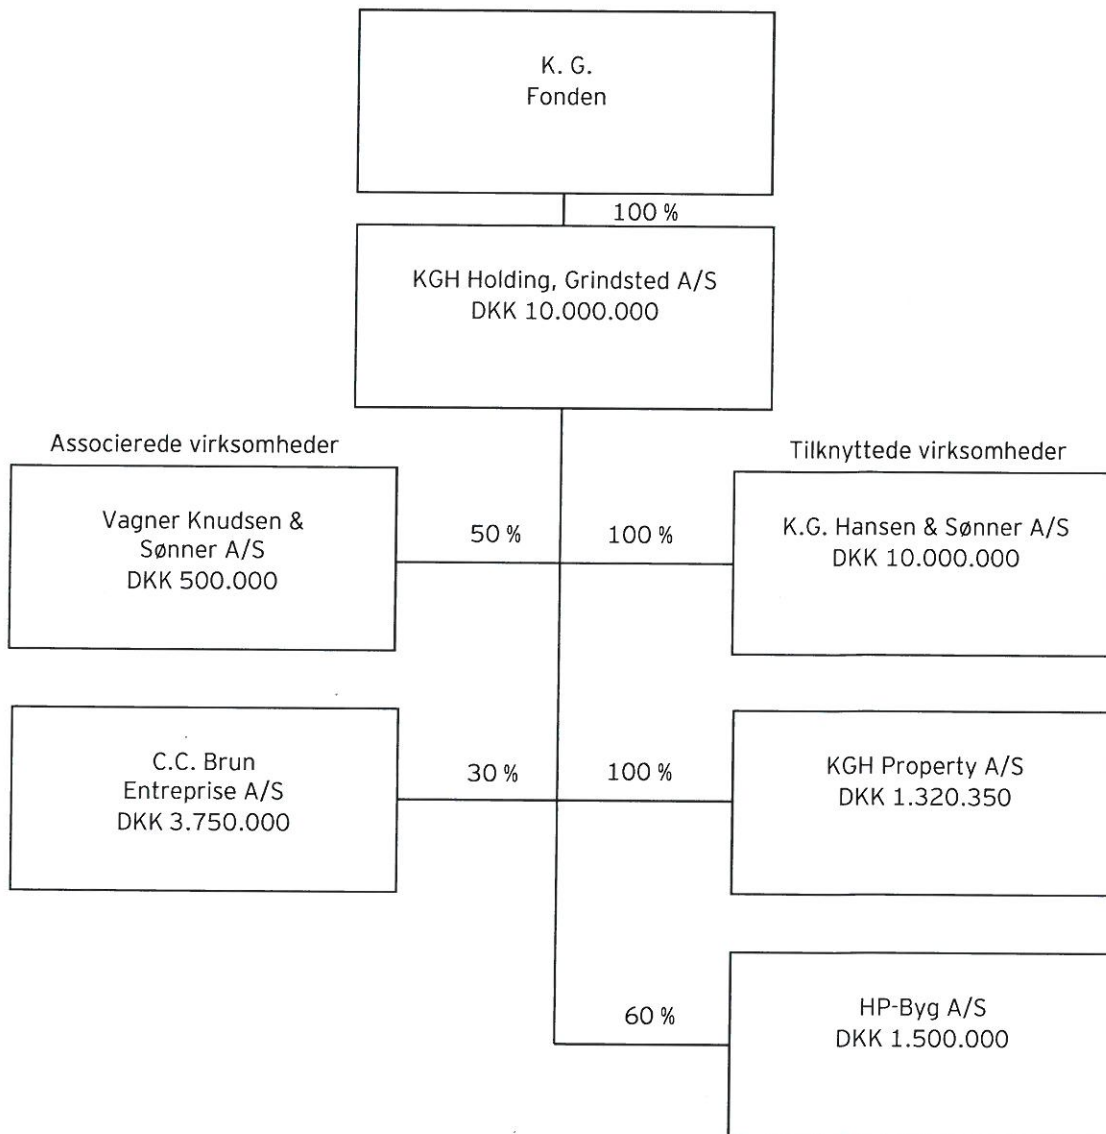 K. G.
Fonden
100 %
KGH Holding, Grindsted A/S
DKK 10.000.000
Associerede virksomheder
Tilknyttede virksomheder
Vagner Knudsen &
Sønner A/S
DKK 500.000
50 %
100 %
K.G. Hansen & Sønner A/S
DKK 10.000.000
C.C. Brun
Entreprise A/S
DKK 3.750.000
30 %
100 %
KGH Property A/S
DKK 1.320.350
60 %
HP-Byg A/S
DKK 1.500.000